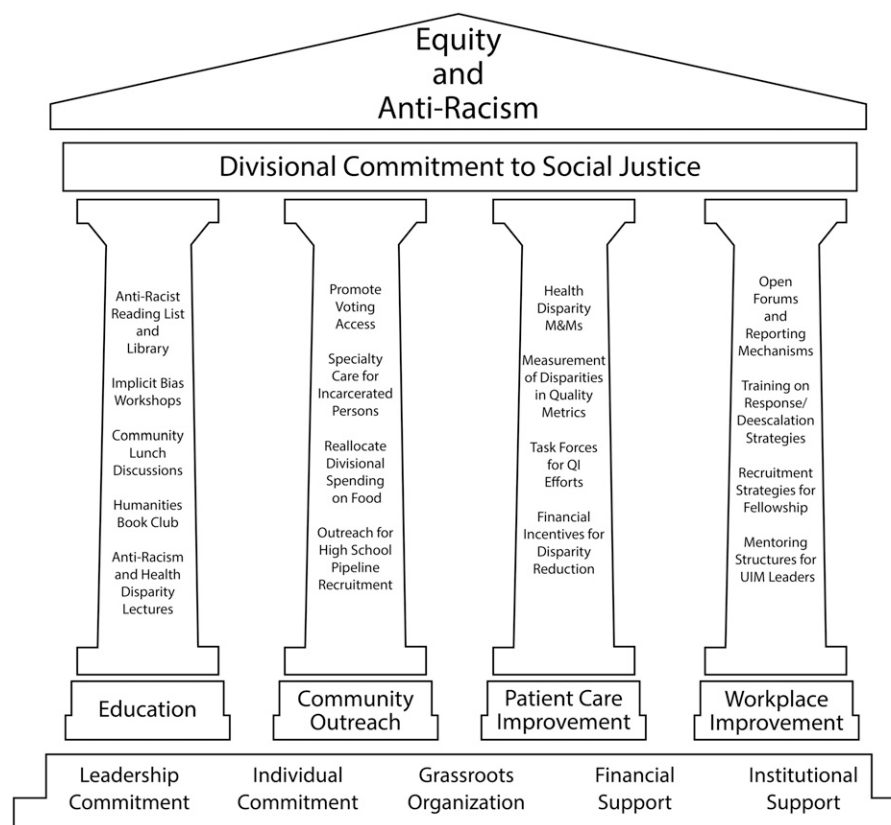 Equity
and
Anti-Racism
Divisional Commitment to Social Justice
Anti-Racist
Reading List
and
Library
Implicit Bias
Workshops
Community
Lunch
Discussions
Humanities
Book Club
Anti-Racism
and Health
Disparity
Lectures
Education
Promote
Voting
Access
Specialty
Care for
Incarcerated
Persons
Reallocate
Divisional
Spending
on Food
Outreach for
High School
Pipeline
Recruitment
Community
Outreach
Health
Disparity
M&Ms
Measurement
of Disparities
in Quality
Metrics
Task Forces
for QI
Efforts
Financial
Incentives for
Disparity
Reduction
Patient Care
Improvement
Open
Forums
and
Reporting
Mechanisms
Training on
Response/
Deescalation
Strategies
Recruitment
Strategies for
Fellowship
Mentoring
Structures for
UIM Leaders
Workplace
Improvement
Leadership
Commitment
Individual
Commitment
Grassroots
Organization
Financial
Support
Institutional
Support